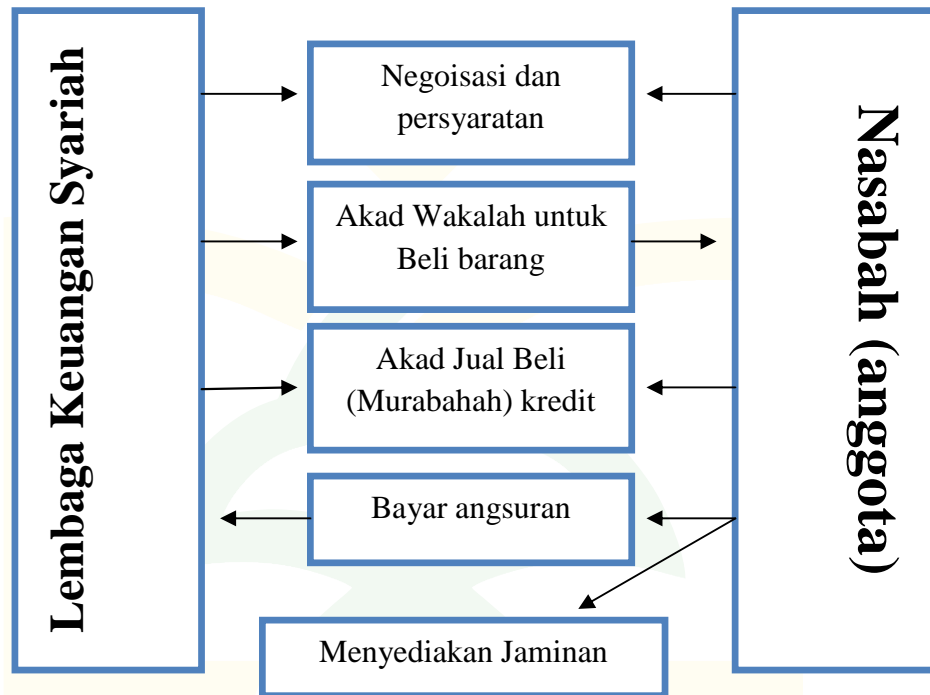 Lembaga Keuangan Syariah
Negoisasi dan
persyaratan
Akad Wakalah untuk
Beli barang
Akad Jual Beli
(Murabahah) kredit
Bayar angsuran
Menyediakan Jaminan
Nasabah (anggota)